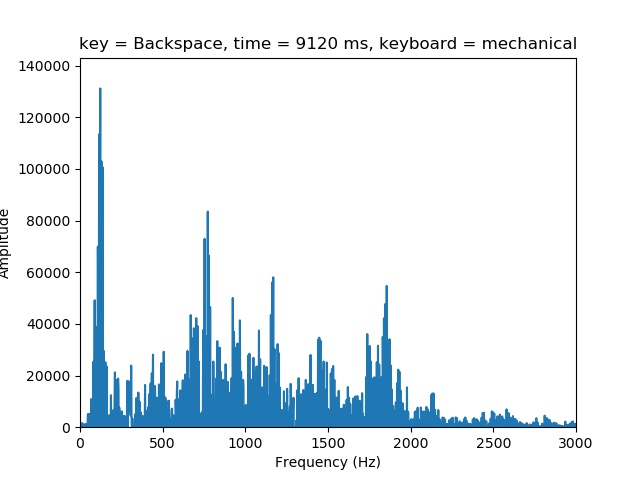 key = Backspace, time = 9120 ms, keyboard = mechanical
140000
120000
100000
80000
60000
40000
20000
0
Amplitude
0 500 1000 1500 2000 2500 3000
Frequency (Hz)